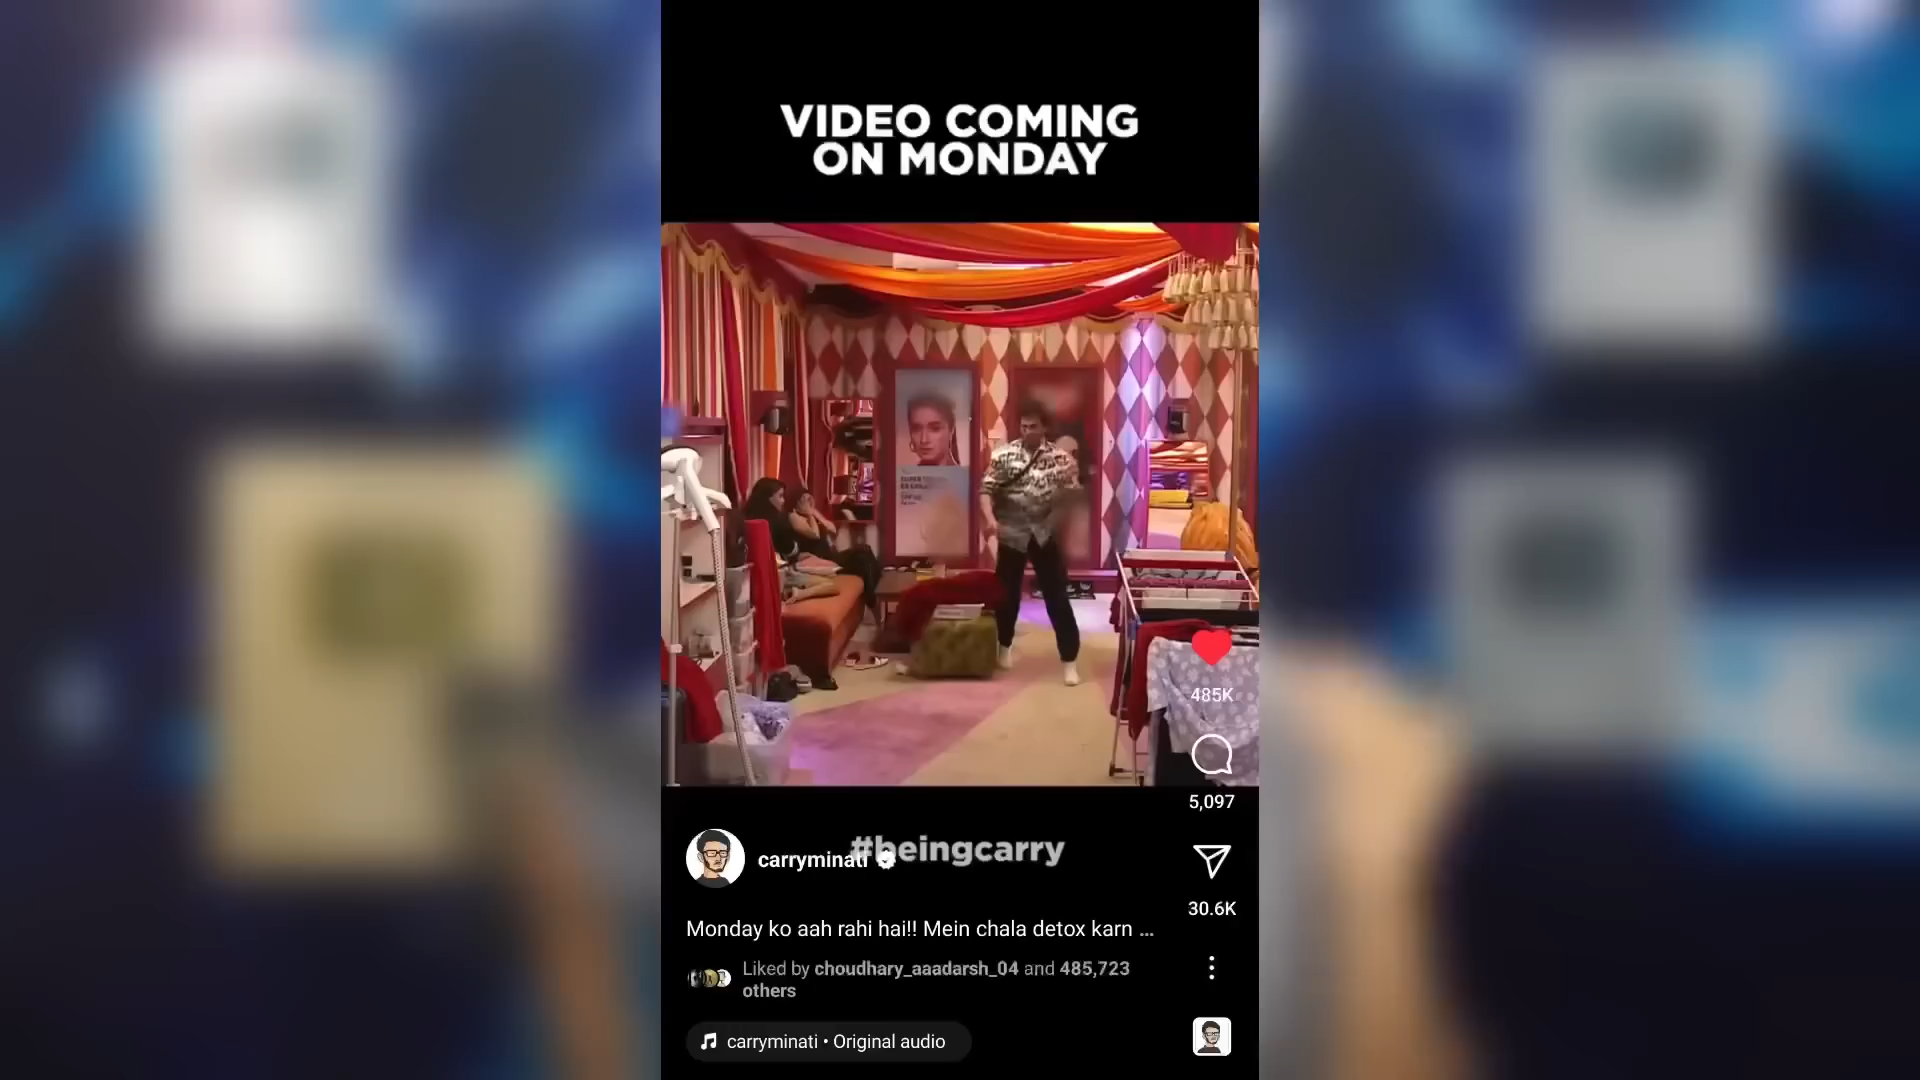 VIDEO COMING
ON MONDAY
485K
5,097
carryminati
#beingcarry
30.6K
Monday ko aah rahi hai!! Mein chala detox karn ...
Liked by choudhary_aaadarsh_04 and 485,723
others
carryminati • Original audio